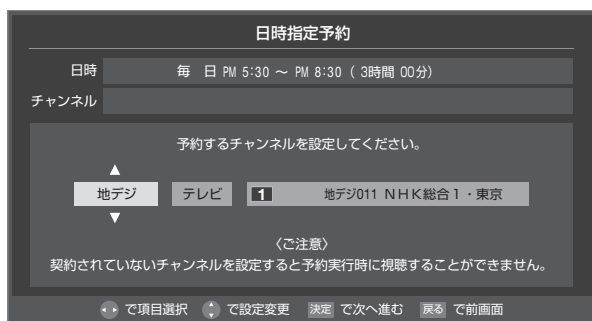 日時指定予約
日時 毎 日 PM 5:30 ～ PM 8:30 ( 3時間 00分)
チャンネル
予約するチャンネルを設定してください。
▲
地デジ テレビ 1 地デジ011 ＮＨＫ総合１・東京
▼
〈ご注意〉
契約されていないチャンネルを設定すると予約実行時に視聴することができません。
で項目選択 で設定変更 決定 で次へ進む 戻る で前画面